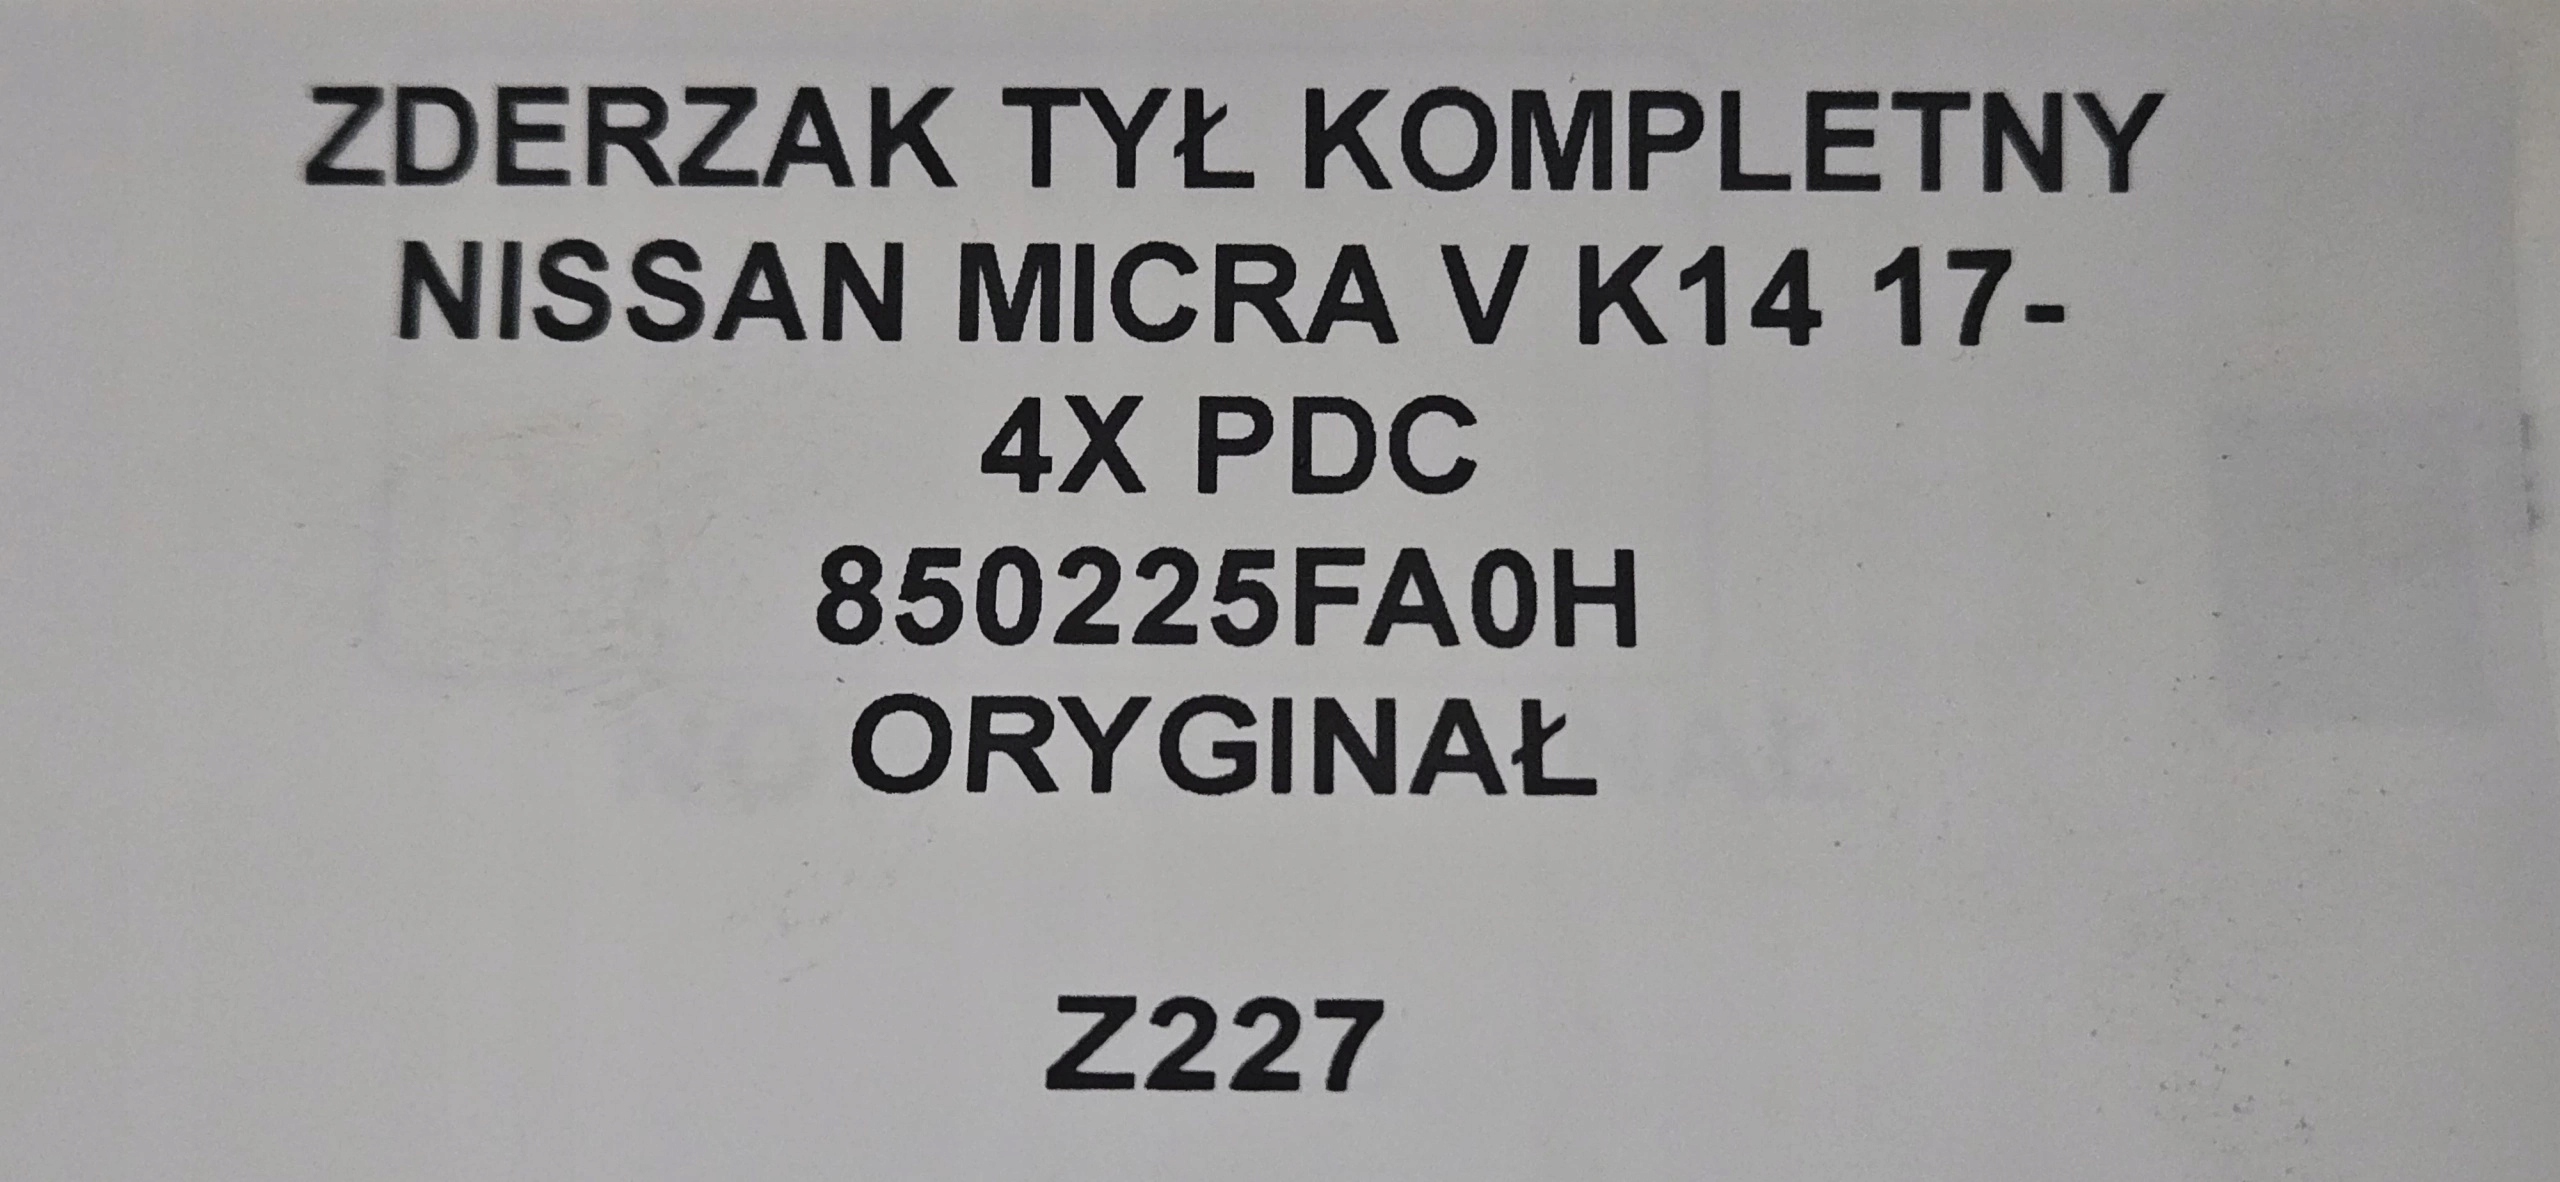 ZDERZAK TYŁ KOMPLETNY
NISSAN MICRA V K14 17-
4X PDC
850225FA0H
ORYGINAŁ
Z227